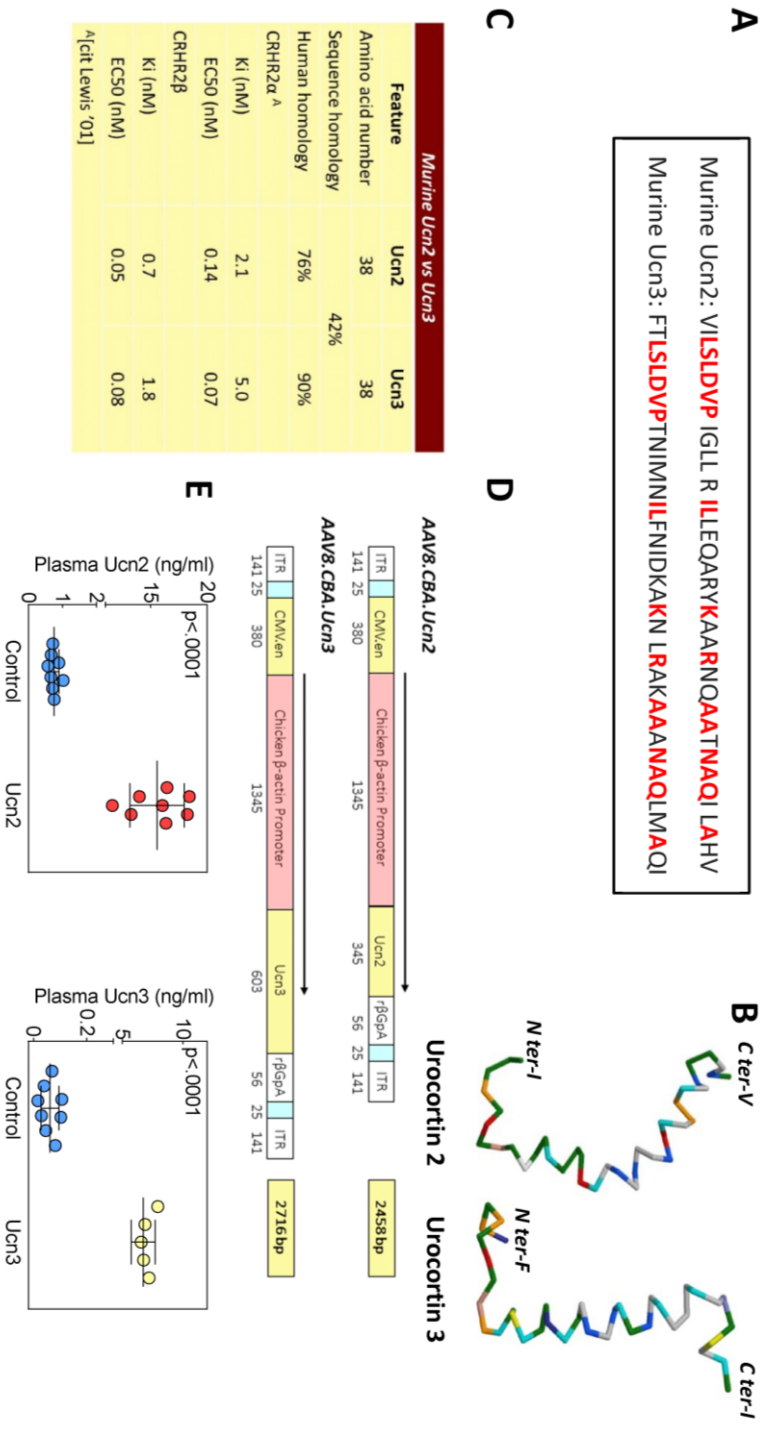 A
Murine Ucn2: VILSLDVP IGLL R ILLEQARYKAARNQAATNAQI LAHV
Murine Ucn3: FTLSLDVPTNIMNILFNIDKAKN LRAKAAANAQLMAQI
B
C ter-V
N ter-I
Urocortin 2
N ter-F
C ter-I
Urocortin 3
C
Murine Ucn2 vs Ucn3
Feature Ucn2 Ucn3
Amino acid number 38 38
Sequence homology 42%
Human homology 76% 90%
CRHR2α A
Ki (nM) 2.1 5.0
EC50 (nM) 0.14 0.07
CRHR2β
Ki (nM) 0.7 1.8
EC50 (nM) 0.05 0.08
A[cit Lewis '01]
D
AAV8.CBA.Ucn2
ITR CMV.en Chicken β-actin Promoter Ucn2 rβGpA ITR 2458bp
141 25 380 1345 345 56 25 141
AAV8.CBA.Ucn3
ITR CMV.en Chicken β-actin Promoter Ucn3 rβGpA ITR 2716bp
141 25 380 1345 603 56 25 141
E
Plasma Ucn2 (ng/ml)
20
15
2
1
0
p<.0001
Control Ucn2
Plasma Ucn3 (ng/ml)
10
5
0.2
0
p<.0001
Control Ucn3